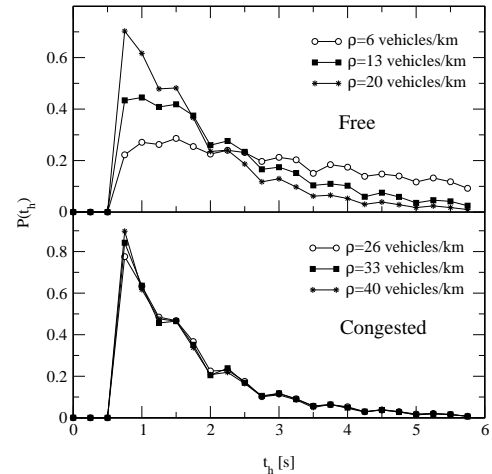 0.6
0.4
0.2
0
ρ=6 vehicles/km
ρ=13 vehicles/km
ρ=20 vehicles/km
Free
P(t_h)
0.8
0.6
0.4
0.2
0
ρ=26 vehicles/km
ρ=33 vehicles/km
ρ=40 vehicles/km
Congested
0 1 2 3 4 5 6
t_h [s]